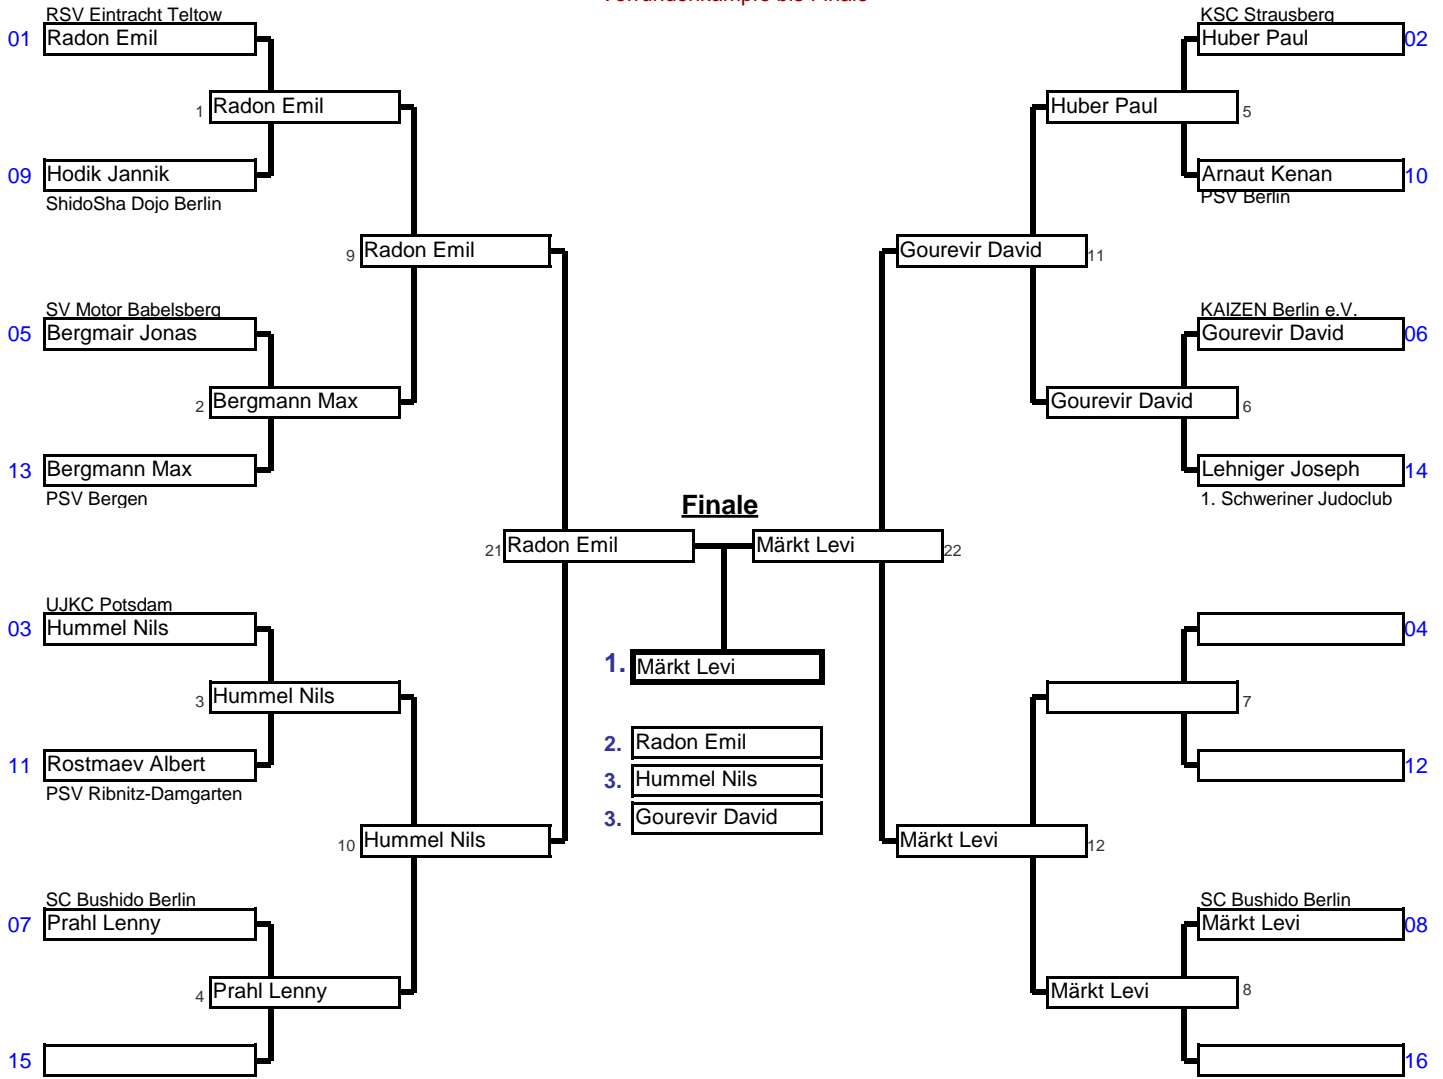 Vorrundenkämpfe bis Finale
RSV Eintracht Teltow
01 Radon Emil
1 Radon Emil
09 Hodik Jannik
ShidoSha Dojo Berlin
9 Radon Emil
SV Motor Babelsberg
05 Bergmair Jonas
2 Bergmann Max
13 Bergmann Max
PSV Bergen
21 Radon Emil
UJKC Potsdam
03 Hummel Nils
3 Hummel Nils
11 Rostmaev Albert
PSV Ribnitz-Damgarten
10 Hummel Nils
SC Bushido Berlin
07 Prahl Lenny
4 Prahl Lenny
15
Finale
1. Märkt Levi
2. Radon Emil
3. Hummel Nils
3. Gourevir David
KSC Strausberg
Huber Paul 02
Huber Paul 5
Arnaut Kenan 10
PSV Berlin
Gourevir David 11
KAIZEN Berlin e.V.
Gourevir David 06
Gourevir David 6
Lehniger Joseph 14
1. Schweriner Judoclub
Märkt Levi 22
04
7
12
Märkt Levi 12
SC Bushido Berlin
Märkt Levi 08
Märkt Levi 8
16